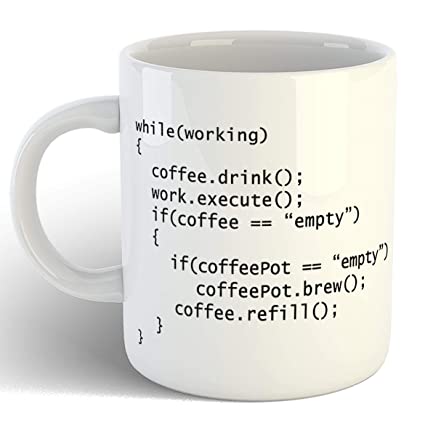 while(working)
{
coffee.drink();
work.execute();
if(coffee == “empty”)
{
if(coffeePot == “empty”)
coffeePot.brew();
coffee.refill();
}
}